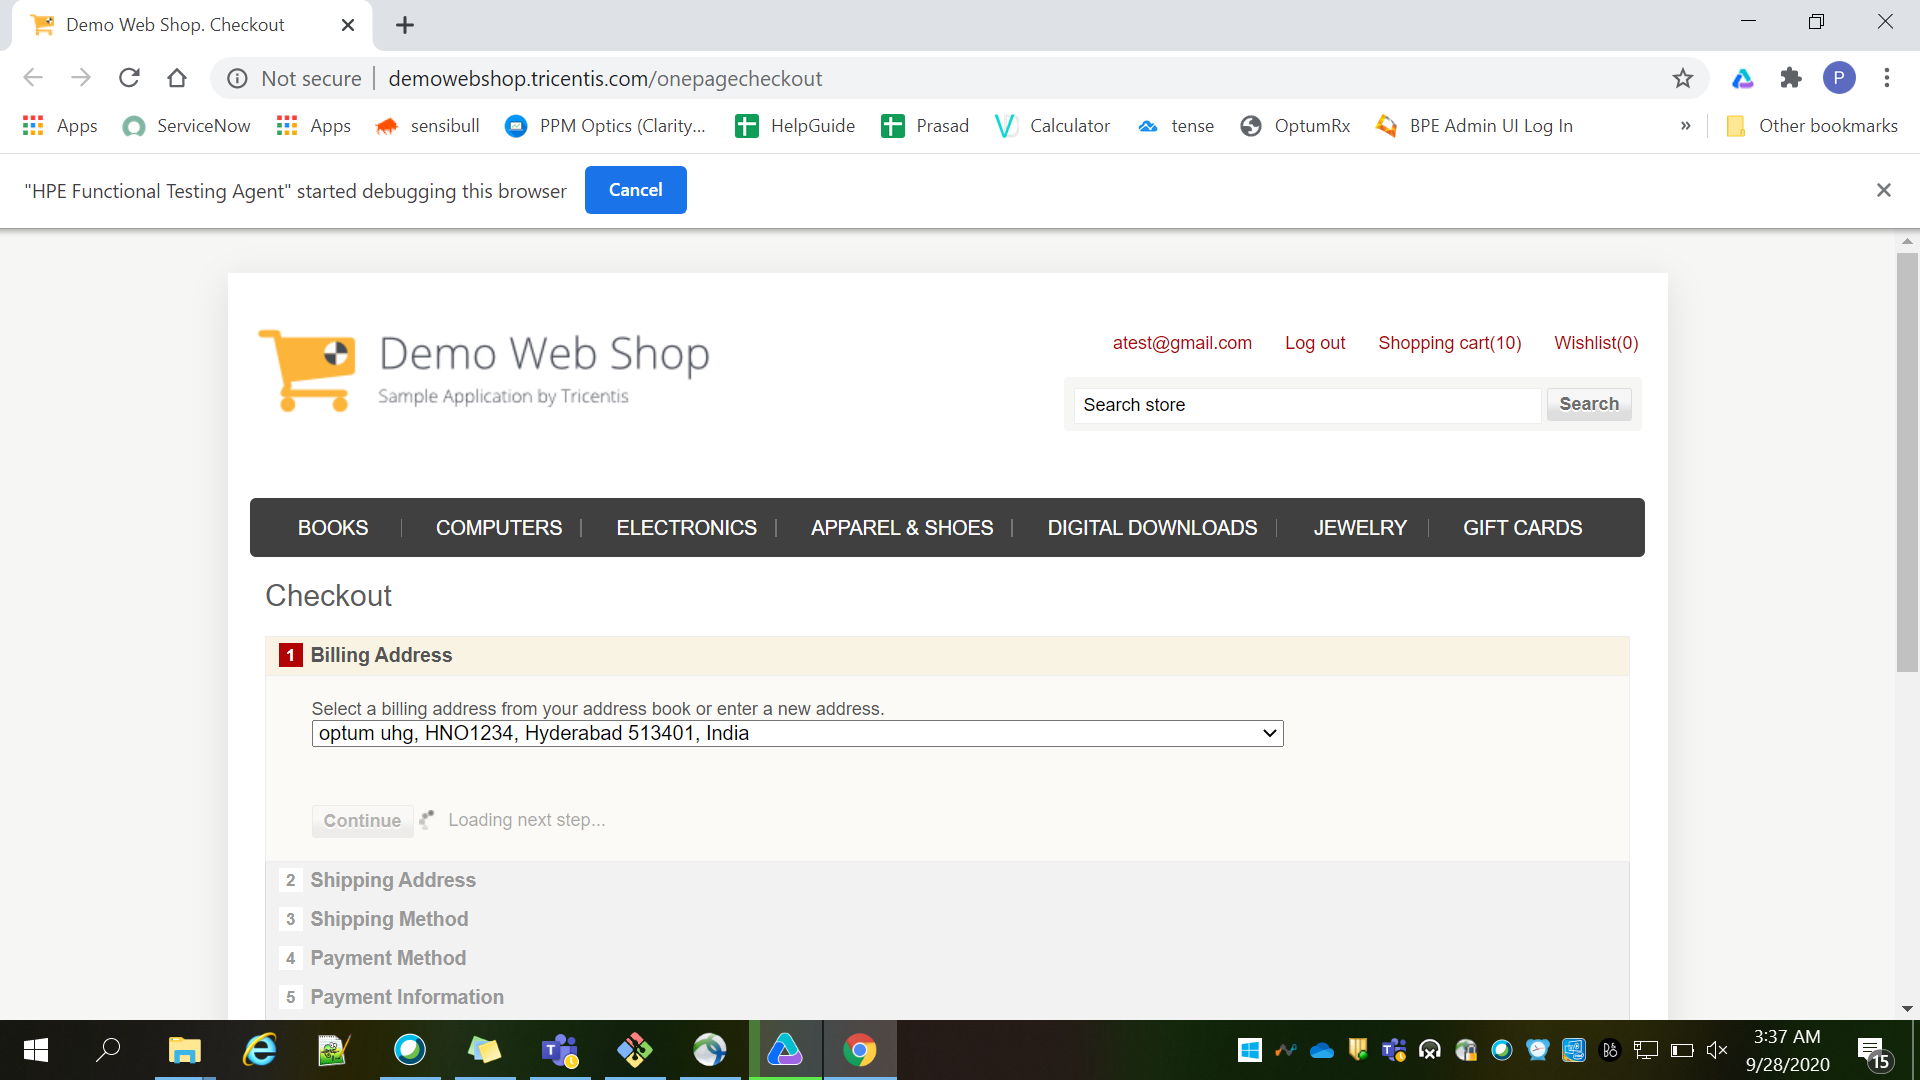 Demo Web Shop. Checkout
Not secure demowebshop.tricentis.com/onepagecheckout
P
Apps ServiceNow Apps sensibull PPM Optics (Clarity... HelpGuide Prasad Calculator tense OptumRx BPE Admin UI Log In » Other bookmarks
"HPE Functional Testing Agent" started debugging this browser Cancel
Demo Web Shop
Sample Application by Tricentis
atest@gmail.com Log out Shopping cart(10) Wishlist(0)
Search store Search
BOOKS COMPUTERS ELECTRONICS APPAREL & SHOES DIGITAL DOWNLOADS JEWELRY GIFT CARDS
Checkout
1 Billing Address
Select a billing address from your address book or enter a new address.
optum uhg, HNO1234, Hyderabad 513401, India
Continue Loading next step...
2 Shipping Address
3 Shipping Method
4 Payment Method
5 Payment Information
3:37 AM
9/28/2020
15